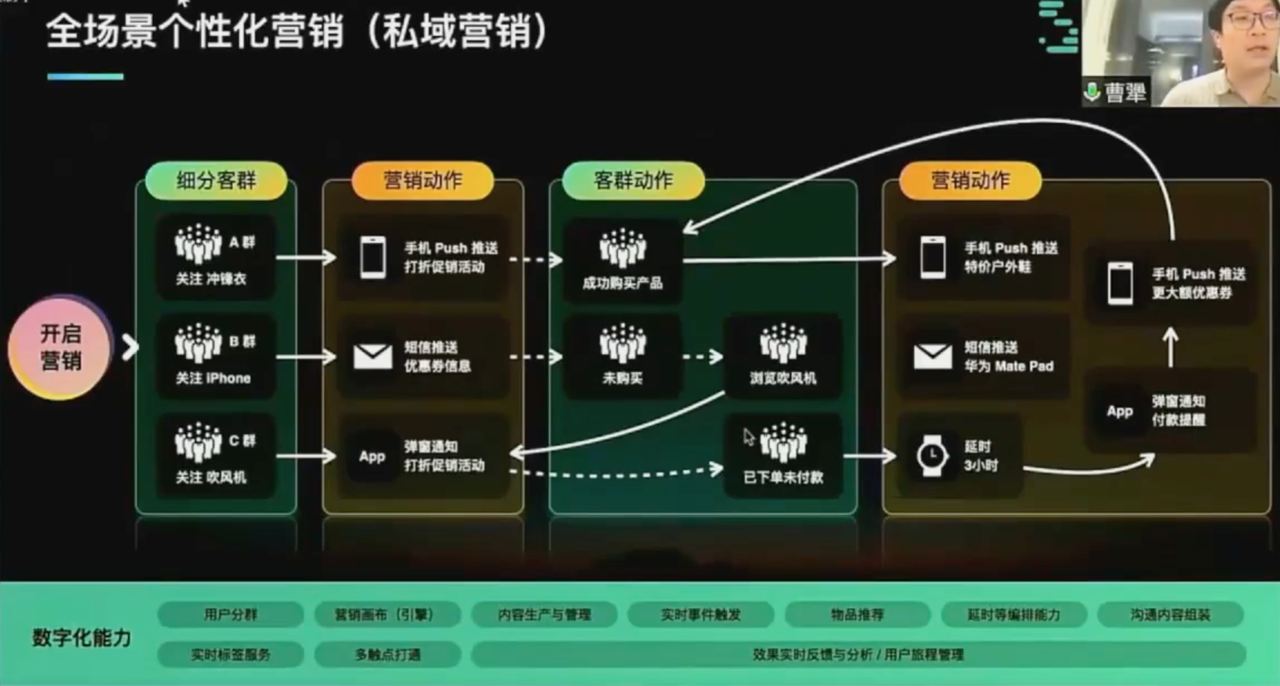 全场景个性化营销（私域营销）
曹犟
细分客群
营销动作
客群动作
营销动作
开启
营销
A 群
关注 冲锋衣
B 群
关注 iPhone
C 群
关注 吹风机
手机 Push 推送
打折促销活动
短信推送
优惠券信息
App
弹窗通知
打折促销活动
成功购买产品
未购买
浏览吹风机
已下单未付款
手机 Push 推送
特价户外鞋
短信推送
华为 Mate Pad
延时
3小时
手机 Push 推送
更大额优惠券
App
弹窗通知
付款提醒
数字化能力
用户分群
营销画布（引擎）
内容生产与管理
实时事件触发
物品推荐
延时等编排能力
沟通内容组装
实时标签服务
多触点打通
效果实时反馈与分析 / 用户旅程管理